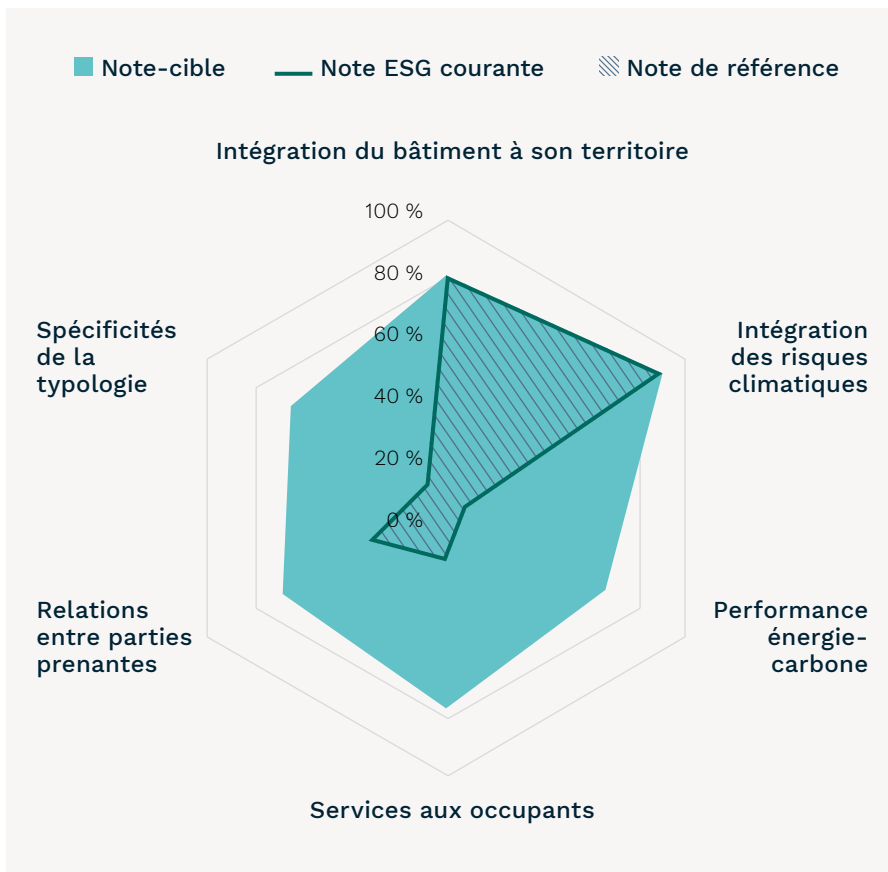 Note-cible
Note ESG courante
Note de référence
Intégration du bâtiment à son territoire
100 %
80 %
60 %
40 %
20 %
0 %
Spécificités
de la
typologie
Intégration
des risques
climatiques
Relations
entre parties
prenantes
Performance
énergie-
carbone
Services aux occupants